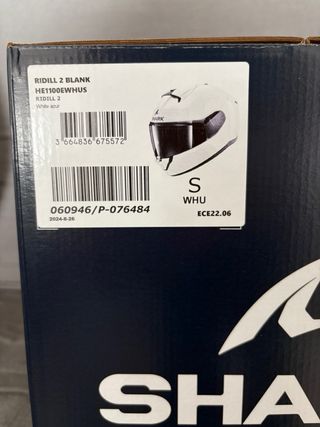 RIDILL 2 BLANK
HE1100EWHUS
RIDILL 2
White azur
3 664836 675572
SHARK
S
WHU
060946/P-076484
2024-8-26
ECE22.06
SHA